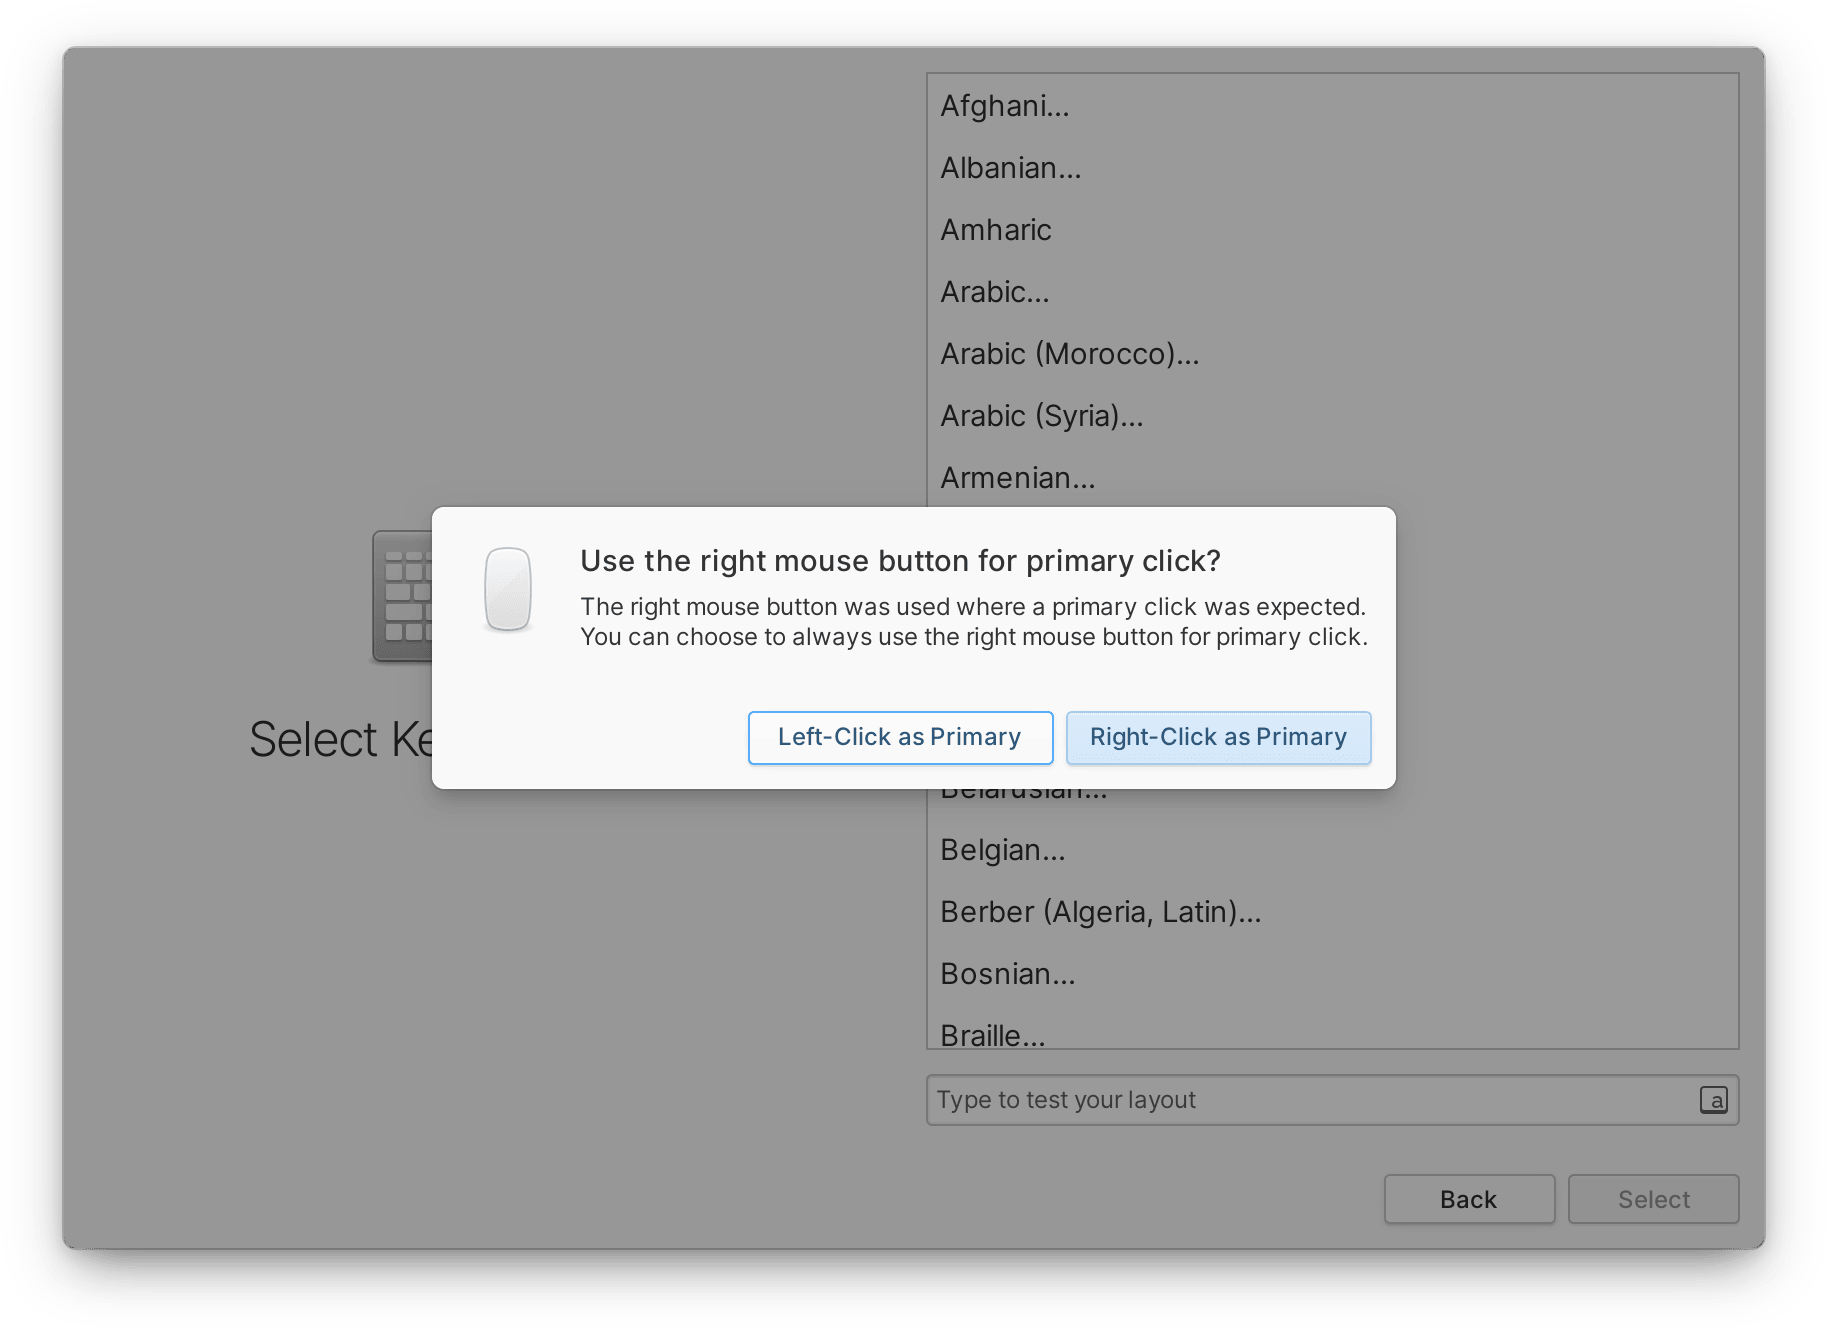 Afghani...
Albanian...
Amharic
Arabic...
Arabic (Morocco)...
Arabic (Syria)...
Armenian...
Use the right mouse button for primary click?
The right mouse button was used where a primary click was expected.
You can choose to always use the right mouse button for primary click.
Left-Click as Primary
Right-Click as Primary
Select
Belarusian...
Belgian...
Berber (Algeria, Latin)...
Bosnian...
Braille...
Type to test your layout
a
Back
Select